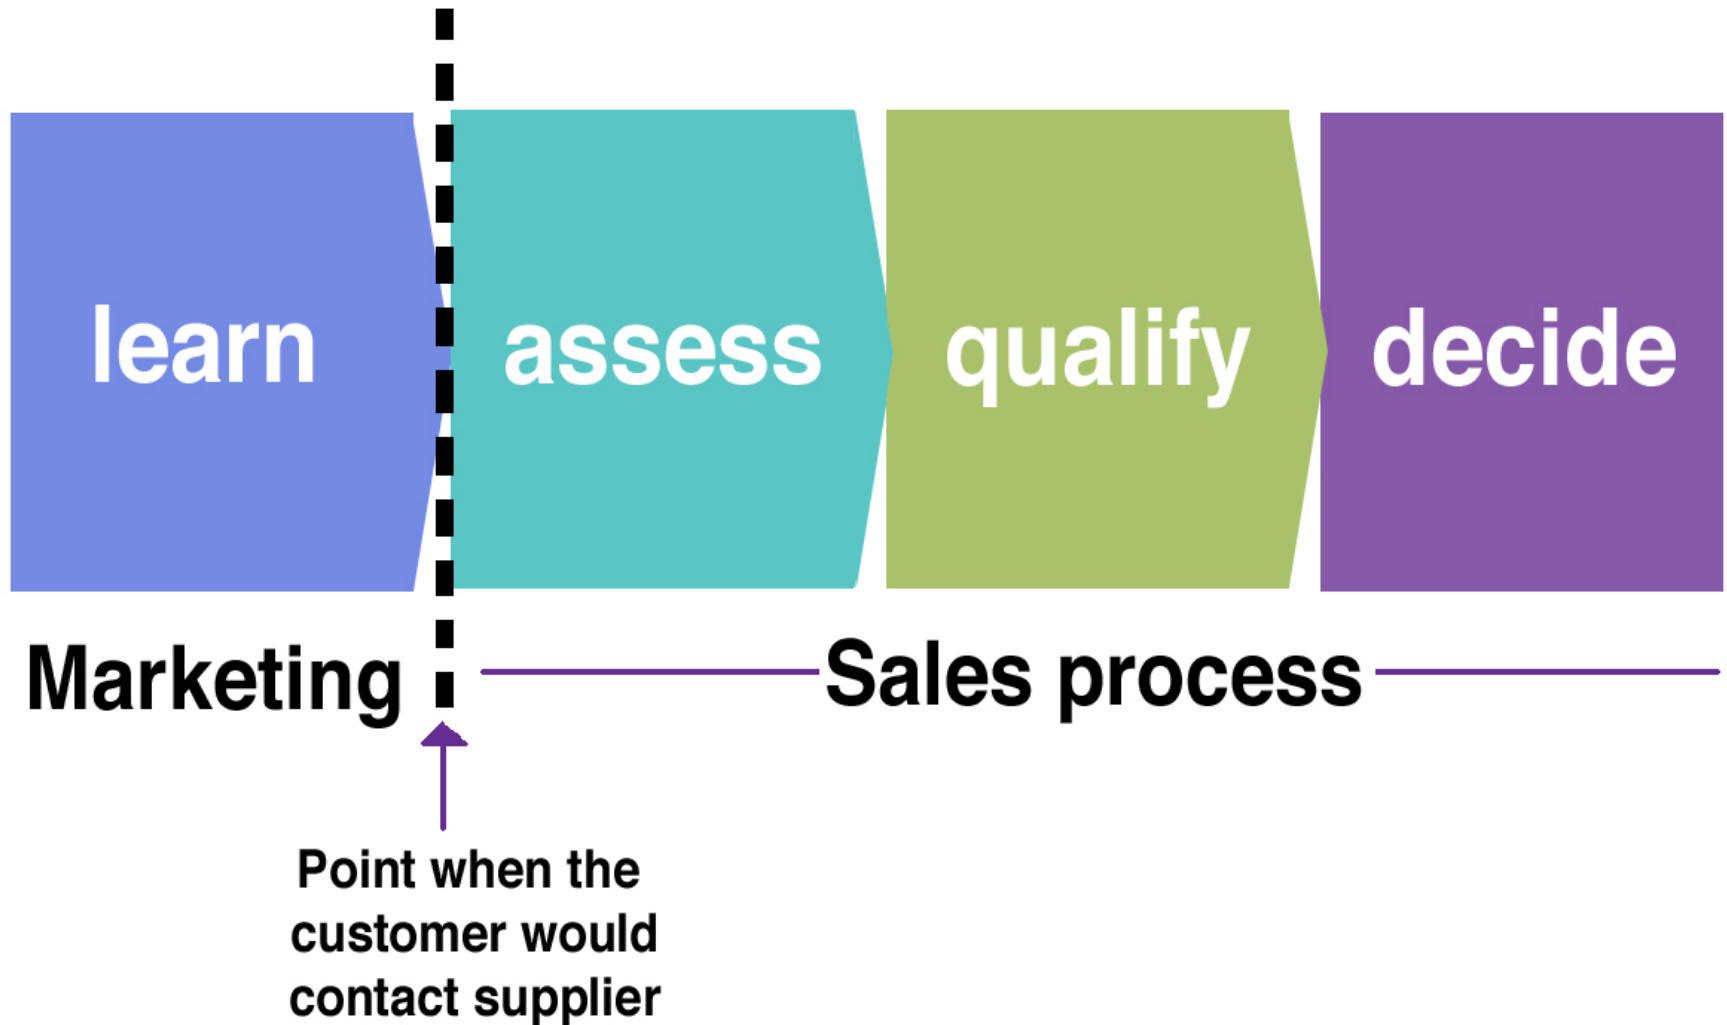 learn
assess
qualify
decide
Marketing
Sales process
Point when the
customer would
contact supplier